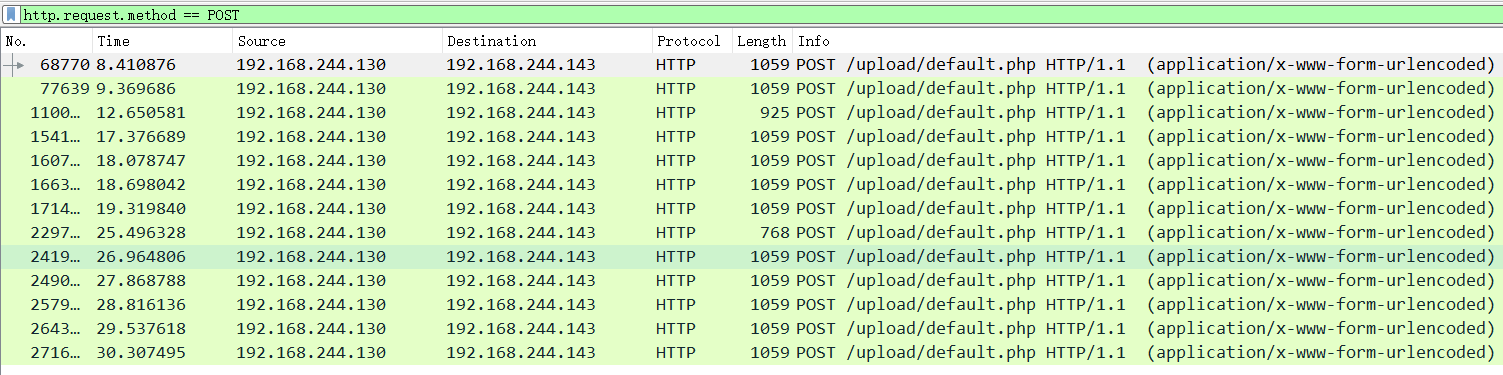 http.request.method == POST
No. Time Source Destination Protocol Length Info
68770 8.410876 192.168.244.130 192.168.244.143 HTTP 1059 POST /upload/default.php HTTP/1.1 (application/x-www-form-urlencoded)
77639 9.369686 192.168.244.130 192.168.244.143 HTTP 1059 POST /upload/default.php HTTP/1.1 (application/x-www-form-urlencoded)
1100… 12.650581 192.168.244.130 192.168.244.143 HTTP 925 POST /upload/default.php HTTP/1.1 (application/x-www-form-urlencoded)
1541… 17.376689 192.168.244.130 192.168.244.143 HTTP 1059 POST /upload/default.php HTTP/1.1 (application/x-www-form-urlencoded)
1607… 18.078747 192.168.244.130 192.168.244.143 HTTP 1059 POST /upload/default.php HTTP/1.1 (application/x-www-form-urlencoded)
1663… 18.698042 192.168.244.130 192.168.244.143 HTTP 1059 POST /upload/default.php HTTP/1.1 (application/x-www-form-urlencoded)
1714… 19.319840 192.168.244.130 192.168.244.143 HTTP 1059 POST /upload/default.php HTTP/1.1 (application/x-www-form-urlencoded)
2297… 25.496328 192.168.244.130 192.168.244.143 HTTP 768 POST /upload/default.php HTTP/1.1 (application/x-www-form-urlencoded)
2419… 26.964806 192.168.244.130 192.168.244.143 HTTP 1059 POST /upload/default.php HTTP/1.1 (application/x-www-form-urlencoded)
2490… 27.868788 192.168.244.130 192.168.244.143 HTTP 1059 POST /upload/default.php HTTP/1.1 (application/x-www-form-urlencoded)
2579… 28.816136 192.168.244.130 192.168.244.143 HTTP 1059 POST /upload/default.php HTTP/1.1 (application/x-www-form-urlencoded)
2643… 29.537618 192.168.244.130 192.168.244.143 HTTP 1059 POST /upload/default.php HTTP/1.1 (application/x-www-form-urlencoded)
2716… 30.307495 192.168.244.130 192.168.244.143 HTTP 1059 POST /upload/default.php HTTP/1.1 (application/x-www-form-urlencoded)